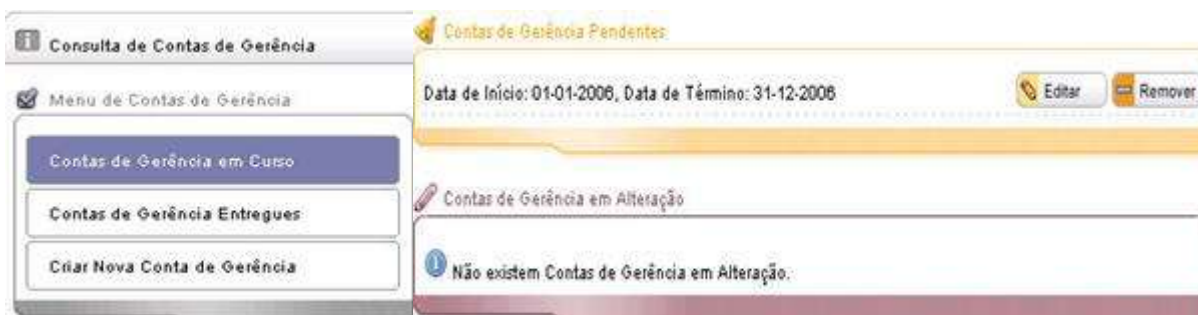 Consulta de Contas de Gerência
Menu de Contas de Gerência
Contas de Gerência em Curso
Contas de Gerência Entregues
Criar Nova Conta de Gerência
Contas de Gerência Pendentes
Data de Início: 01-01-2006, Data de Término: 31-12-2006
Editar
Remover
Contas de Gerência em Alteração
Não existem Contas de Gerência em Alteração.